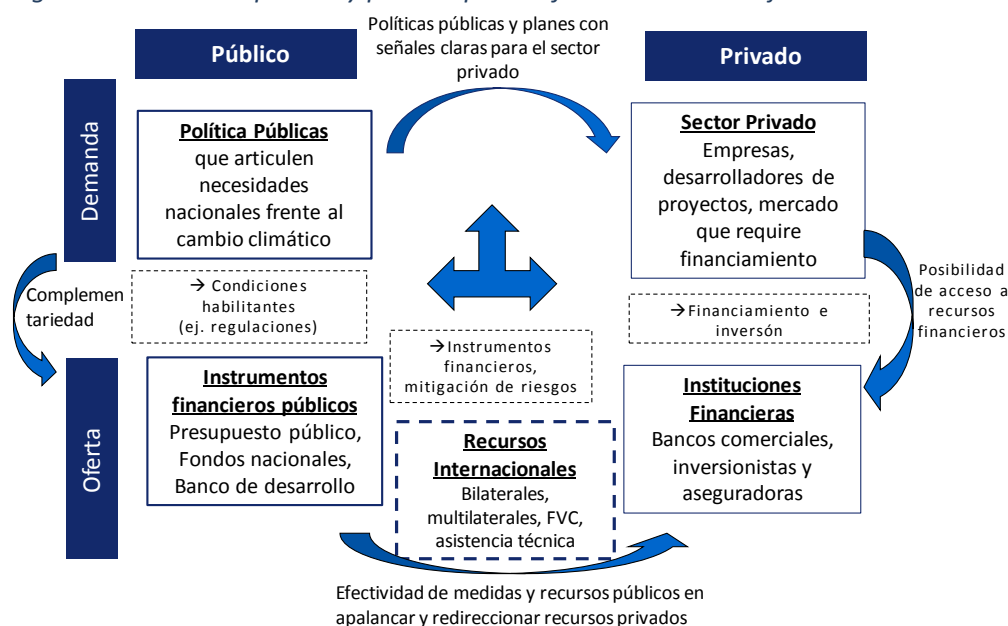 Políticas públicas y planes con
señales claras para el sector
privado
Público
Privado
Demanda
Política Públicas
que articulen
necesidades
nacionales frente al
cambio climático
Sector Privado
Empresas,
desarrolladores de
proyectos, mercado
que require
financiamiento
Complemen
tariedad
→ Condiciones
habilitantes
(ej. regulaciones)
→Instrumentos
financieros,
mitigación de riesgos
→Financiamiento e
inversón
Posibilidad
de acceso a
recursos
financieros
Oferta
Instrumentos
financieros públicos
Presupuesto público,
Fondos nacionales,
Banco de desarrollo
Recursos
Internacionales
Bilaterales,
multilaterales, FVC,
asistencia técnica
Instituciones
Financieras
Bancos comerciales,
inversionistas y
aseguradoras
Efectividad de medidas y recursos públicos en
apalancar y redireccionar recursos privados